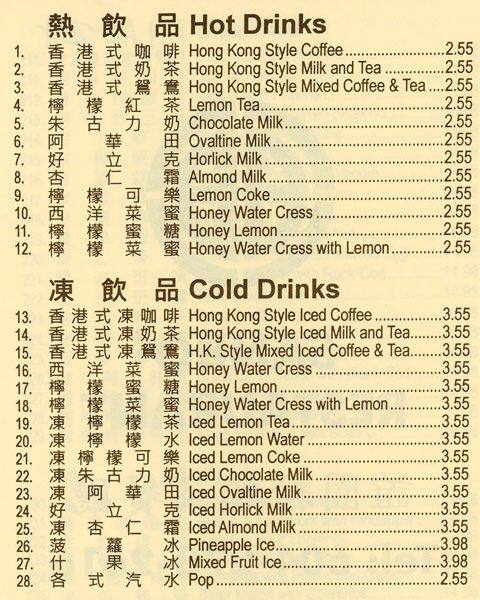 熱飲品 Hot Drinks
1. 香港式咖啡 Hong Kong Style Coffee 2.55
2. 香港式奶茶 Hong Kong Style Milk and Tea 2.55
3. 香港式鴛鴦 Hong Kong Style Mixed Coffee & Tea 2.55
4. 檸檬紅茶 Lemon Tea 2.55
5. 朱古力奶 Chocolate Milk 2.55
6. 阿華田 Ovaltine Milk 2.55
7. 好立克 Horlick Milk 2.55
8. 杏仁霜 Almond Milk 2.55
9. 檸檬可樂 Lemon Coke 2.55
10. 西洋菜蜜 Honey Water Cress 2.55
11. 檸檬蜜糖 Honey Lemon 2.55
12. 檸檬菜蜜 Honey Water Cress with Lemon 2.55
凍飲品 Cold Drinks
13. 香港式凍咖啡 Hong Kong Style Iced Coffee 3.55
14. 香港式凍奶茶 Hong Kong Style Iced Milk and Tea 3.55
15. 香港式凍鴛鴦 H.K. Style Mixed Iced Coffee & Tea 3.55
16. 西洋菜蜜 Honey Water Cress 3.55
17. 檸檬蜜糖 Honey Lemon 3.55
18. 檸檬菜蜜 Honey Water Cress with Lemon 3.55
19. 凍檸檬茶 Iced Lemon Tea 3.55
20. 凍檸檬水 Iced Lemon Water 3.55
21. 凍檸檬可樂 Iced Lemon Coke 3.55
22. 凍朱古力奶 Iced Chocolate Milk 3.55
23. 凍阿華田 Iced Ovaltine Milk 3.55
24. 好立克 Iced Horlick Milk 3.55
25. 凍杏仁霜 Iced Almond Milk 3.55
26. 菠蘿冰 Pineapple Ice 3.98
27. 什果冰 Mixed Fruit Ice 3.98
28. 各式汽水 Pop 2.55